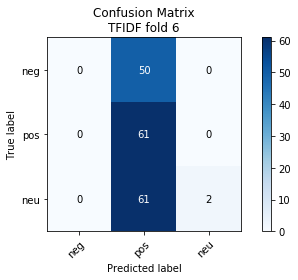 Confusion Matrix
TFIDF fold 6
neg 0 50 0
pos 0 61 0
neu 0 61 2
neg pos neu
True label
Predicted label
60
50
40
30
20
10
0